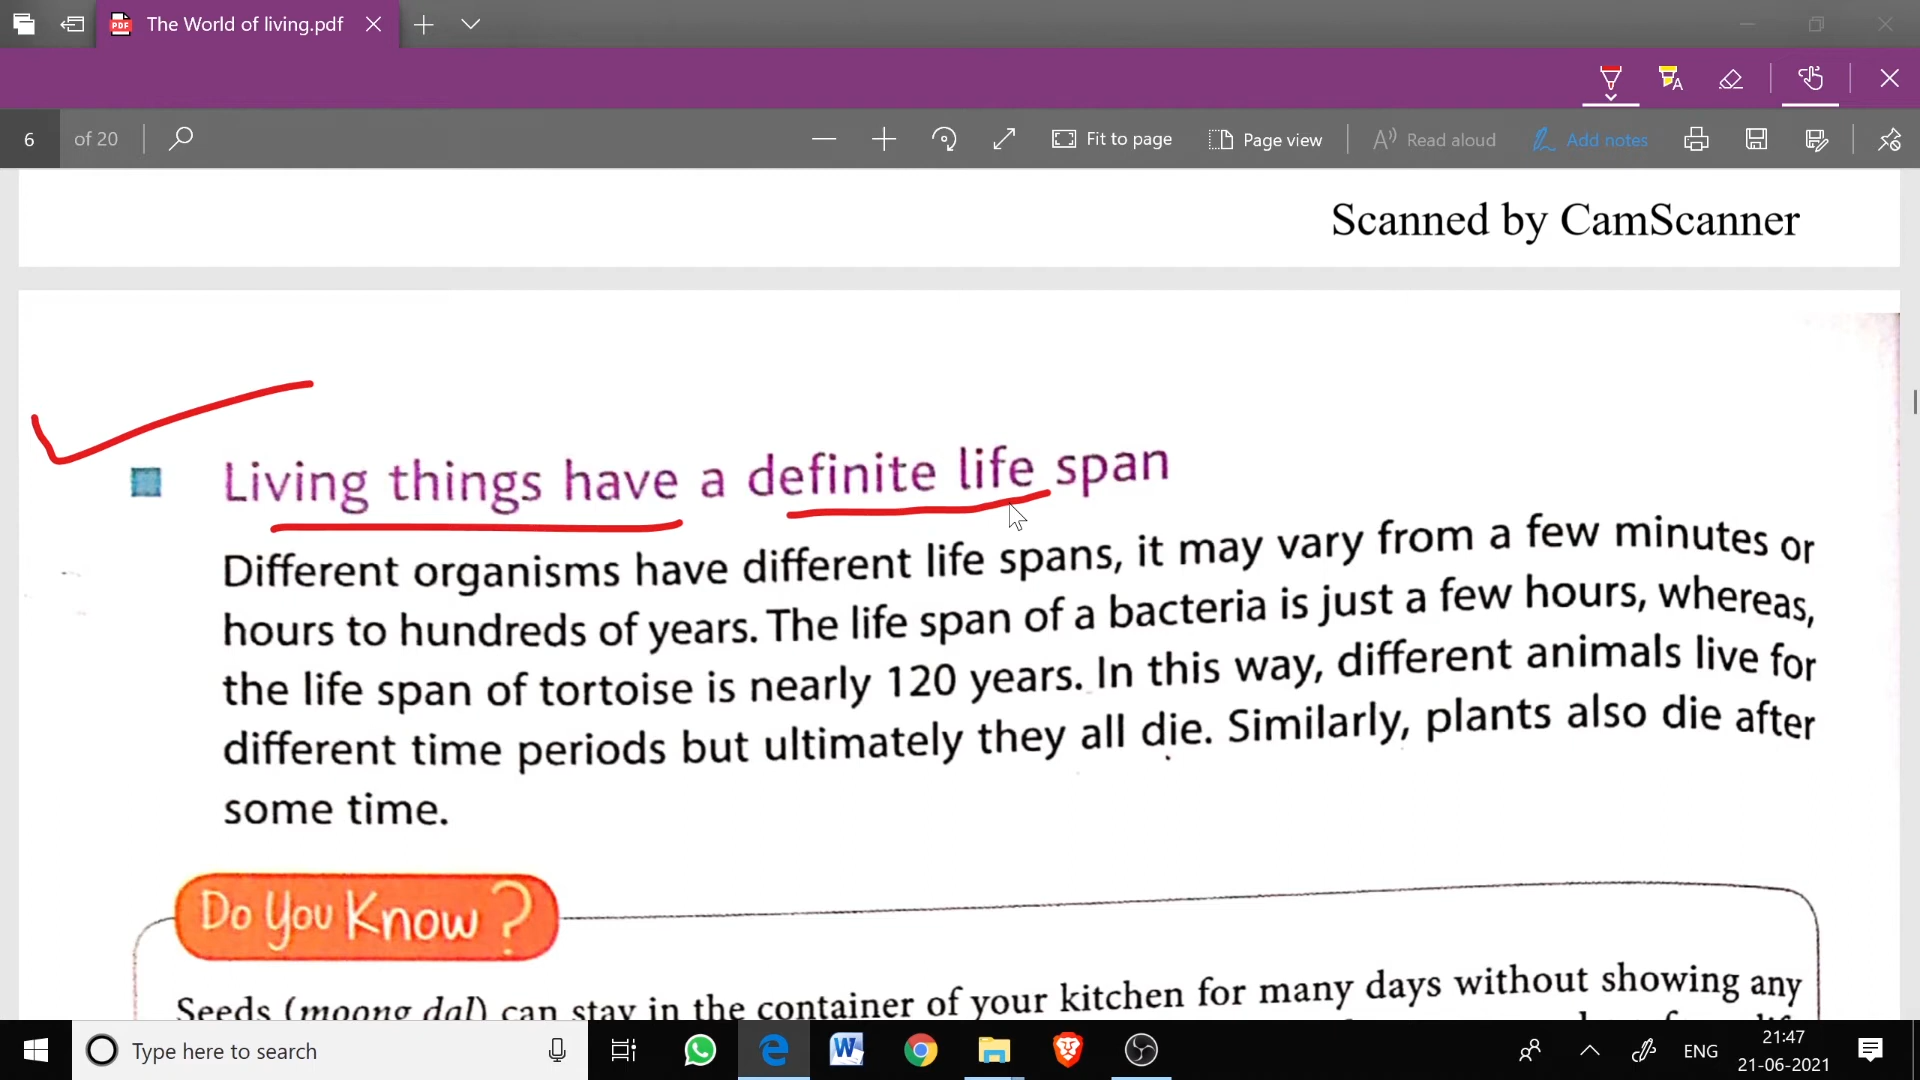 The World of living.pdf
6 of 20
Fit to page
Page view
Read aloud
Add notes
Scanned by CamScanner
Living things have a definite life span
Different organisms have different life spans, it may vary from a few minutes or
hours to hundreds of years. The life span of a bacteria is just a few hours, whereas,
the life span of tortoise is nearly 120 years. In this way, different animals live for
different time periods but ultimately they all die. Similarly, plants also die after
some time.
Do You Know?
Seeds (moong dal) can stay in the container of your kitchen for many days without showing any
Type here to search
ENG
21:47
21-06-2021